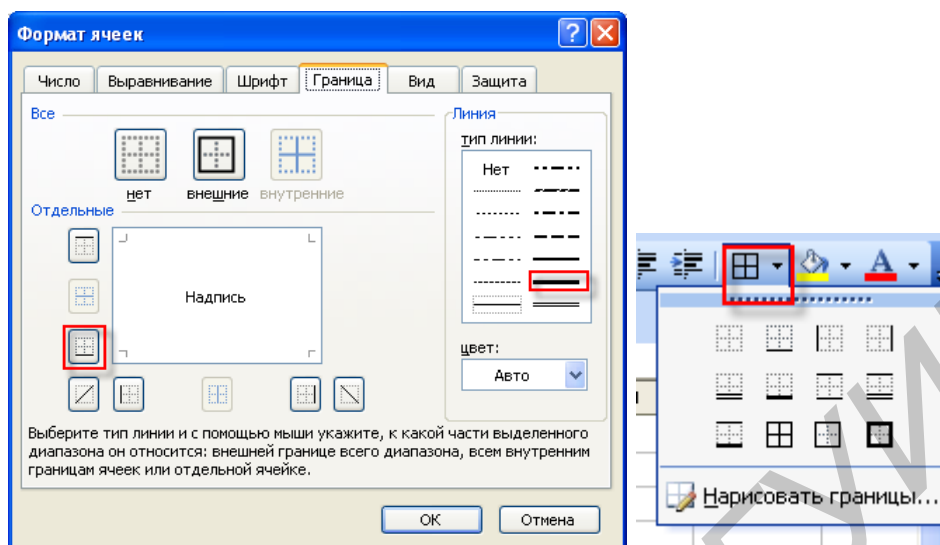 Формат ячеек
Число Выравнивание Шрифт Граница Вид Защита
Все
нет внешние внутренние
Отдельные
Надпись
Линия
тип линии:
Нет
цвет:
Авто
Выберите тип линии и с помощью мыши укажите, к какой части выделенного
диапазона он относится: внешней границе всего диапазона, всем внутренним
границам ячеек или отдельной ячейке.
ОК Отмена
Нарисовать границы...